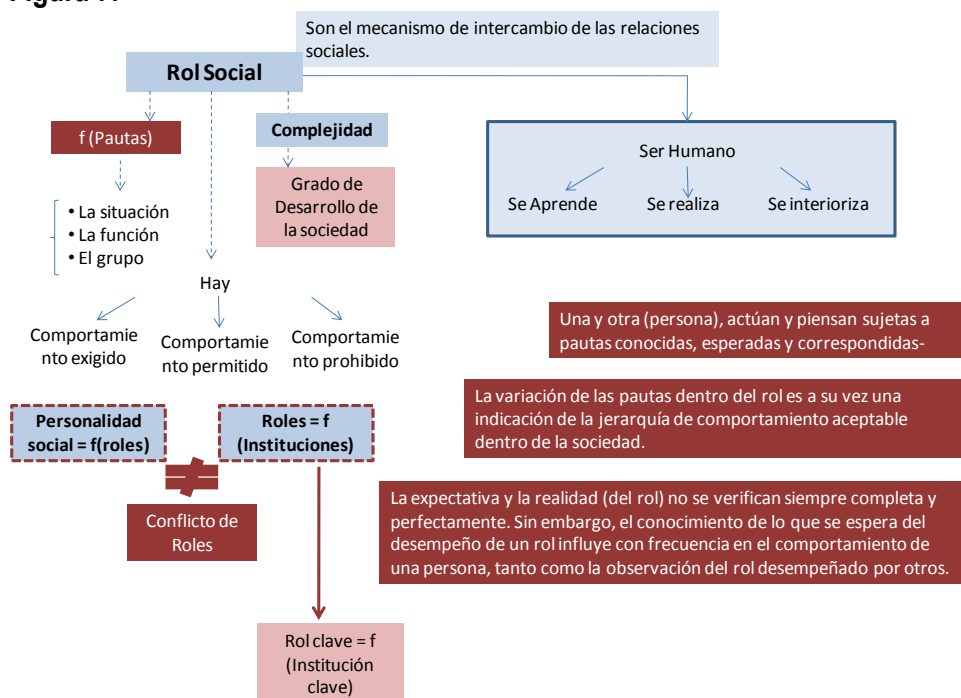 Son el mecanismo de intercambio de las relaciones
sociales.
Rol Social
f (Pautas)
Complejidad
Grado de
Desarrollo de
la sociedad
• La situación
• La función
• El grupo
Ser Humano
Se Aprende
Se realiza
Se interioriza
Hay
Comportamie
nto exigido
Comportamie
nto permitido
Comportamie
nto prohibido
Una y otra (persona), actúan y piensan sujetas a
pautas conocidas, esperadas y correspondidas-
La variación de las pautas dentro del rol es a su vez una
indicación de la jerarquía de comportamiento aceptable
dentro de la sociedad.
Personalidad
social = f(roles)
Roles = f
(Instituciones)
Conflicto de
Roles
La expectativa y la realidad (del rol) no se verifican siempre completa y
perfectamente. Sin embargo, el conocimiento de lo que se espera del
desempeño de un rol influye con frecuencia en el comportamiento de
una persona, tanto como la observación del rol desempeñado por otros.
Rol clave = f
(Institución
clave)